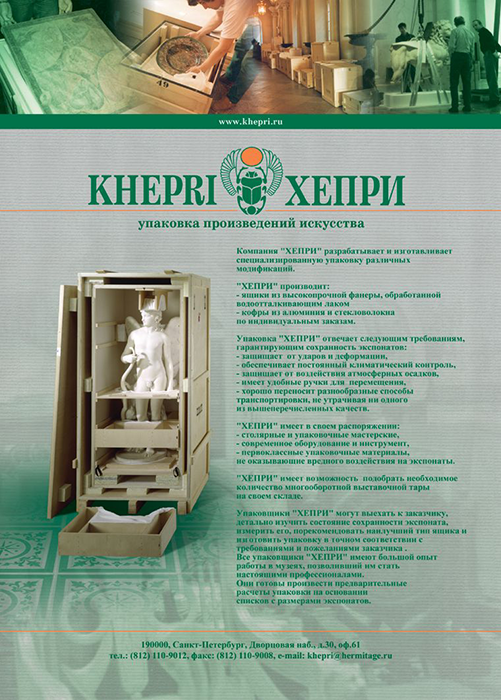 www.khepri.ru
KHEPRI ХЕПРИ
упаковка произведений искусства
Компания "ХЕПРИ" разрабатывает и изготавливает
специализированную упаковку различных
модификаций.
"ХЕПРИ" производит:
- ящики из высокопрочной фанеры, обработанной
водоотталкивающим лаком
- кофры из алюминия и стекловолокна
по индивидуальным заказам.
Упаковка "ХЕПРИ" отвечает следующим требованиям,
гарантирующим сохранность экспонатов:
- защищает от ударов и деформации,
- обеспечивает постоянный климатический контроль,
- защищает от воздействия атмосферных осадков,
- имеет удобные ручки для перемещения,
- хорошо переносит разнообразные способы
транспортировки, не утрачивая ни одного
из вышеперечисленных качеств.
"ХЕПРИ" имеет в своем распоряжении:
- столярные и упаковочные мастерские,
- современное оборудование и инструмент,
- первоклассные упаковочные материалы,
не оказывающие вредного воздействия на экспонаты.
"ХЕПРИ" имеет возможность подобрать необходимое
количество многооборотной выставочной тары
на своем складе.
Упаковщики "ХЕПРИ" могут выехать к заказчику,
детально изучить состояние сохранности экспоната,
измерить его, порекомендовать наилучший тип ящика и
изготовить упаковку в точном соответствии с
требованиями и пожеланиями заказчика .
Все упаковщики "ХЕПРИ" имеют большой опыт
работы в музеях, позволивший им стать
настоящими профессионалами.
Они готовы произвести предварительные
расчеты упаковки на основании
списков с размерами экспонатов.
190000, Санкт-Петербург, Дворцовая наб., д.30, оф.61
тел.: (812) 110-9012, факс: (812) 110-9008, e-mail: khepri@hermitage.ru